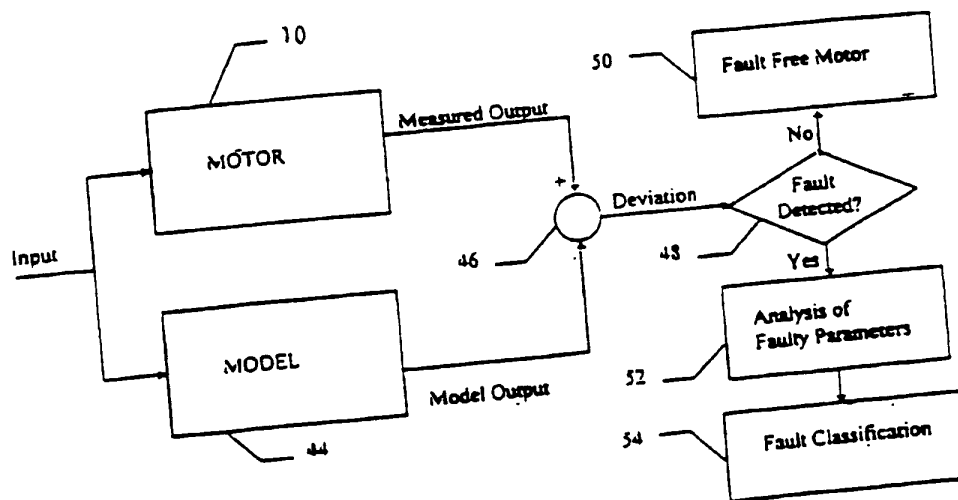 10
50
Fault Free Motor
Measured Output
MOTOR
No
+
Fault
Detected?
Deviation
46
48
Input
Yes
Analysis of
Faulty Parameters
MODEL
52
Model Output
44
54
Fault Classification